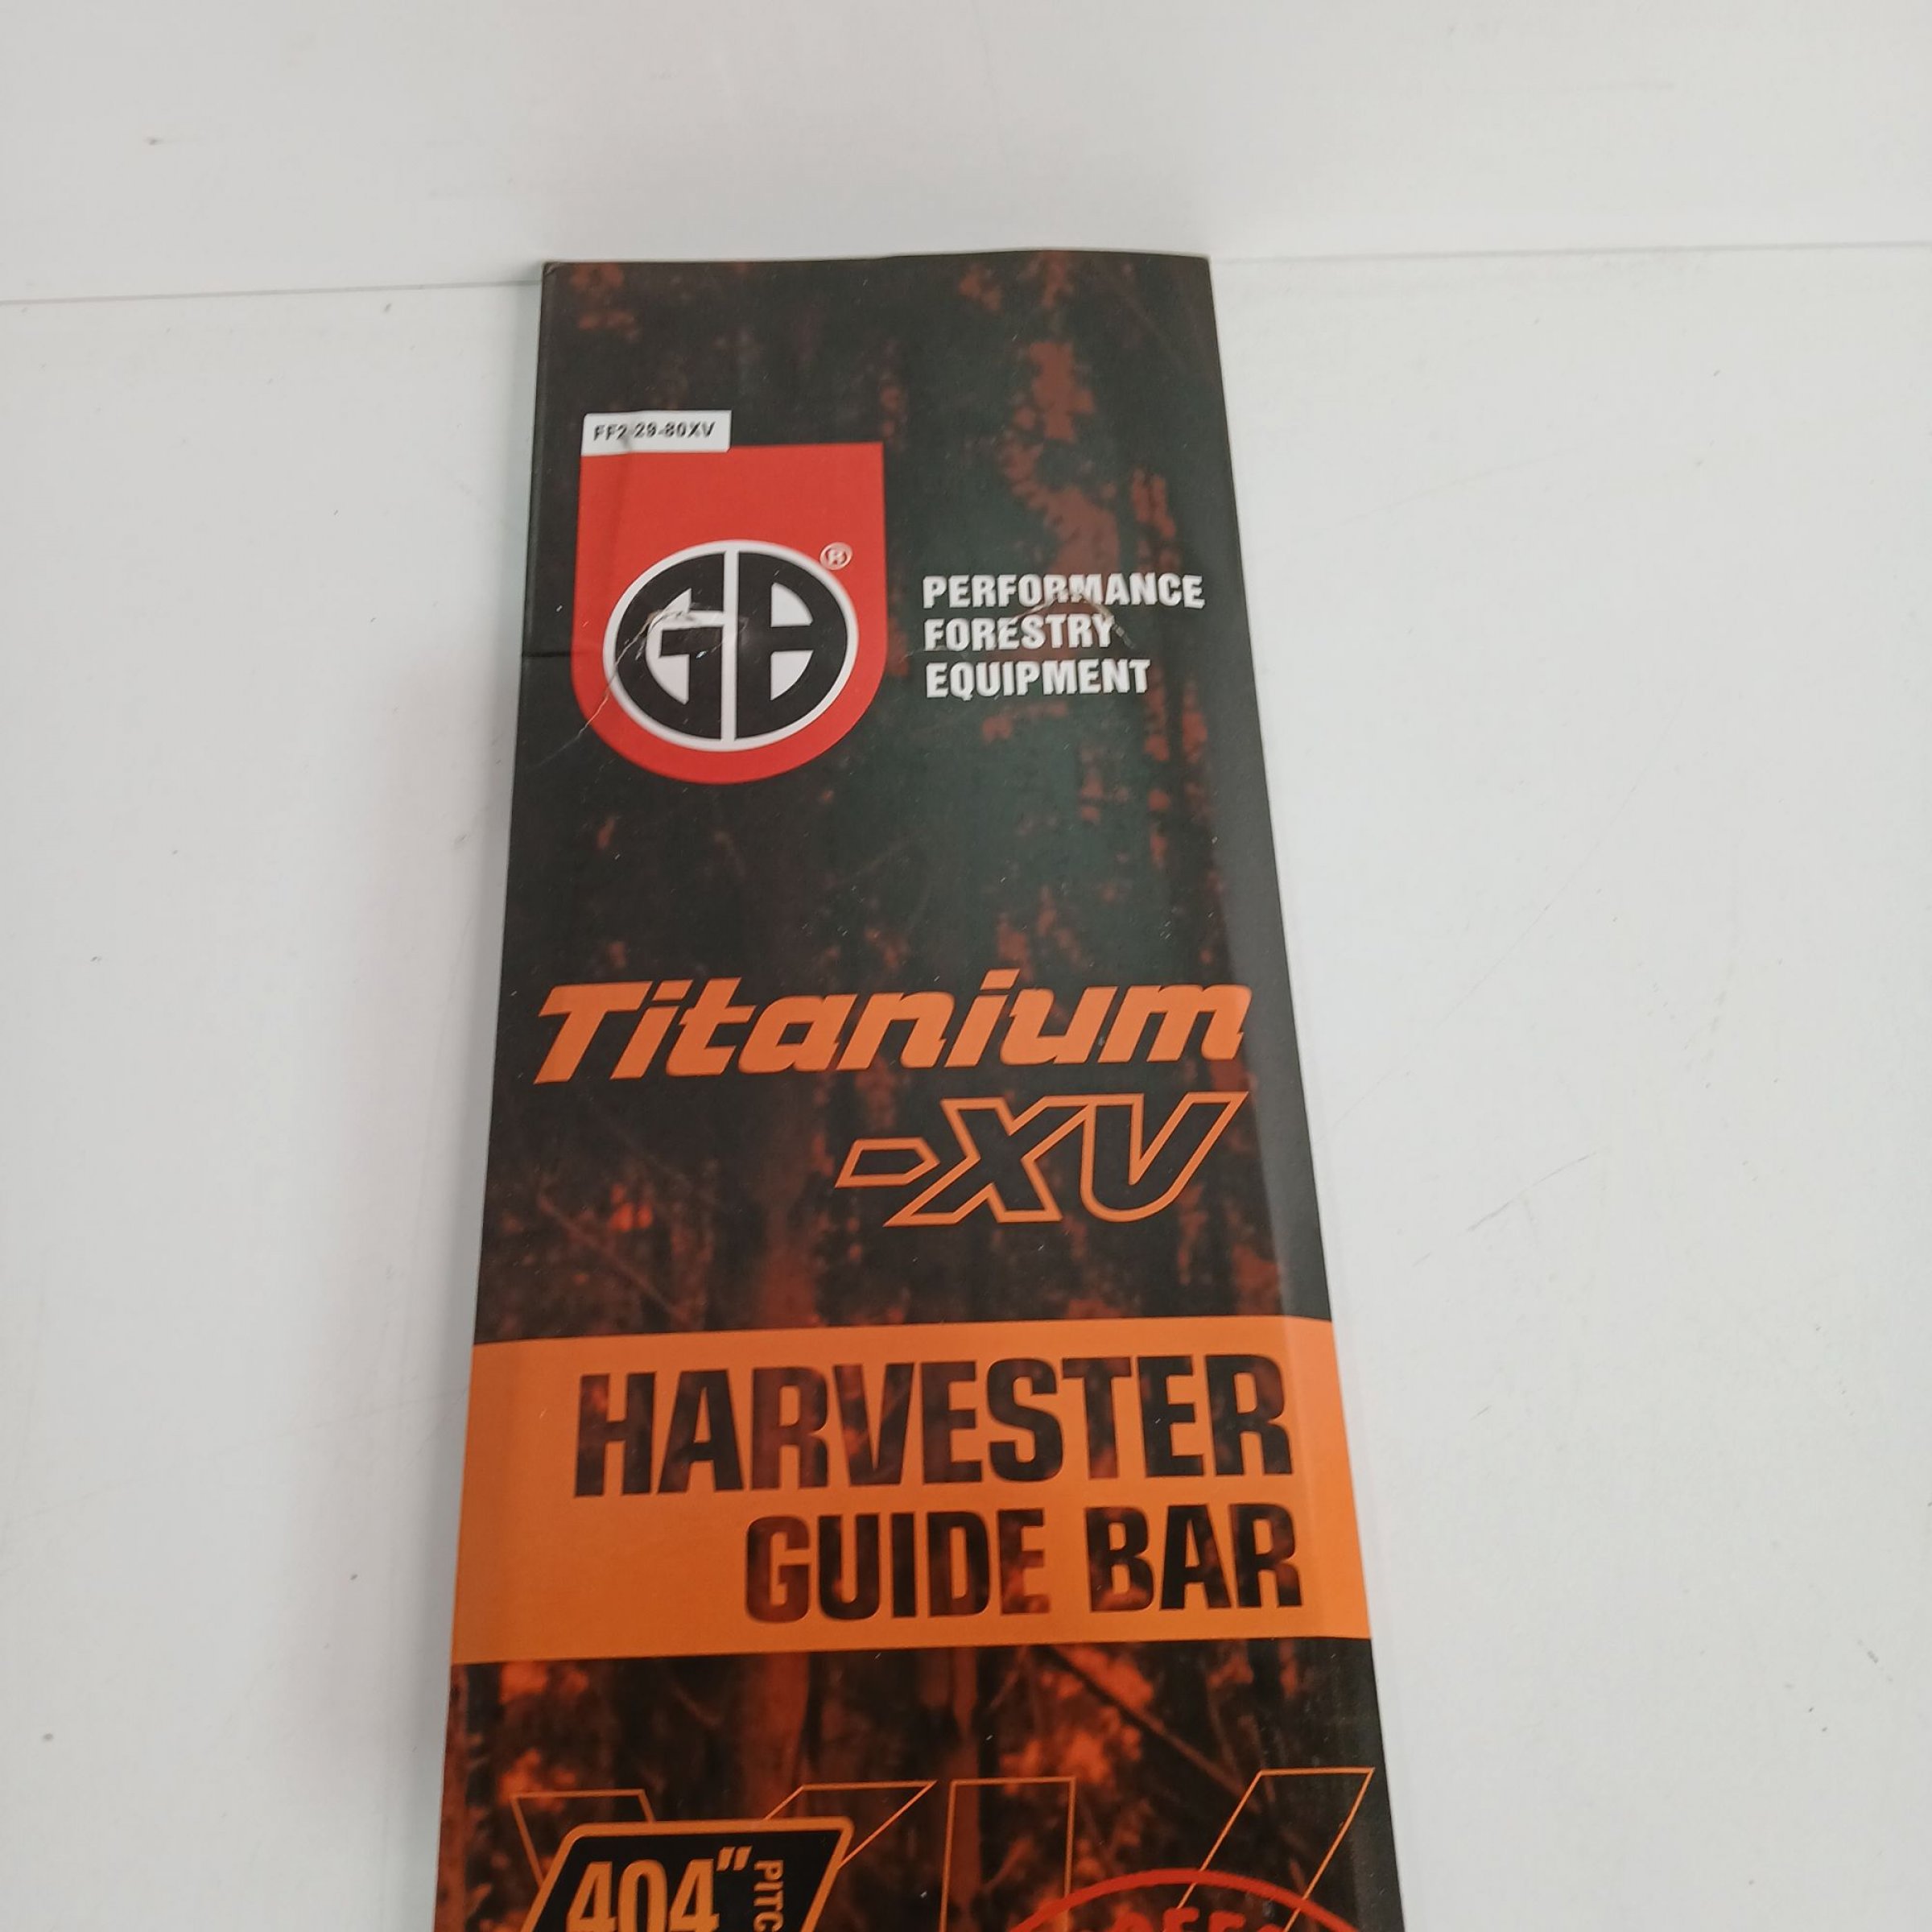 FF2-29-80XV
GB®
PERFORMANCE
FORESTRY
EQUIPMENT
Titanium
-XV
HARVESTER
GUIDE BAR
404"